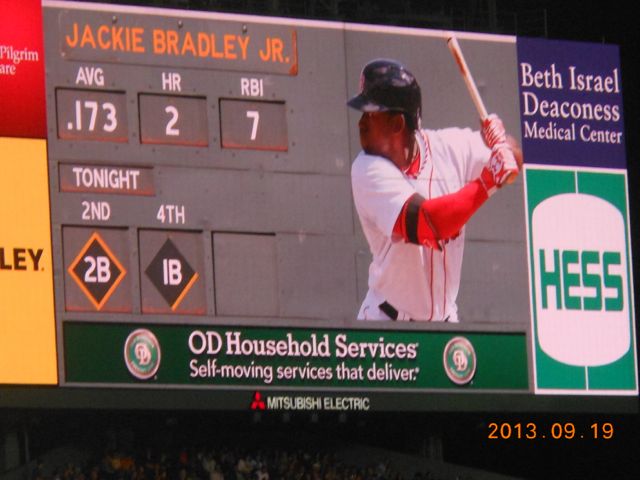 JACKIE BRADLEY JR.
Pilgrim
are
AVG HR RBI
.173 2 7
TONIGHT
2ND 4TH
2B 1B
LEY.
Beth Israel
Deaconess
Medical Center
HESS
OD Household Services
Self-moving services that deliver.
MITSUBISHI ELECTRIC
2013.09.19